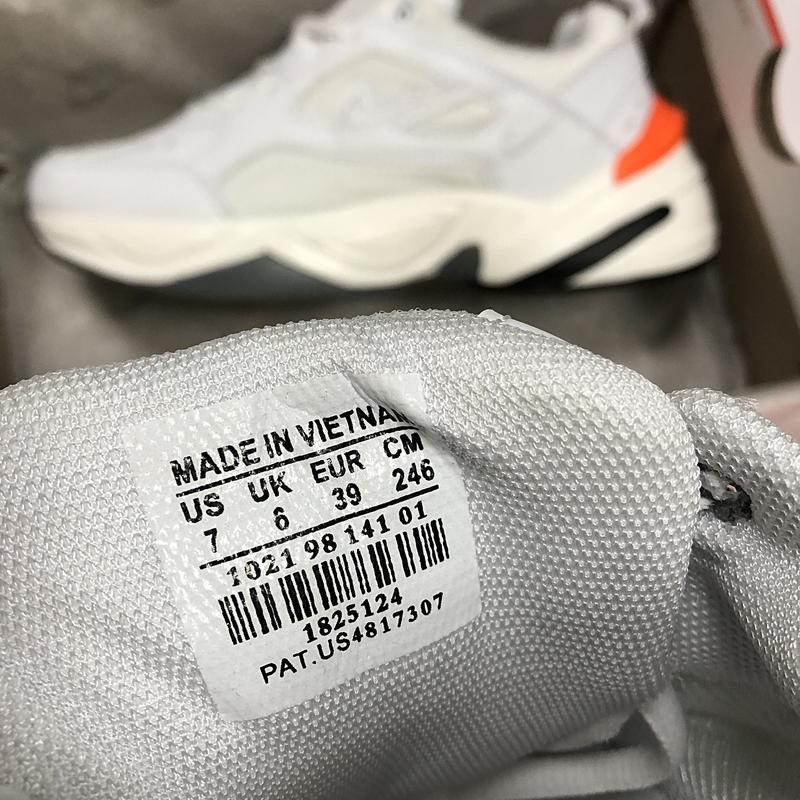 MADE IN VIETNAM
US UK EUR CM
7 6 39 246
1021 98 141 01
1825124
PAT.US4817307